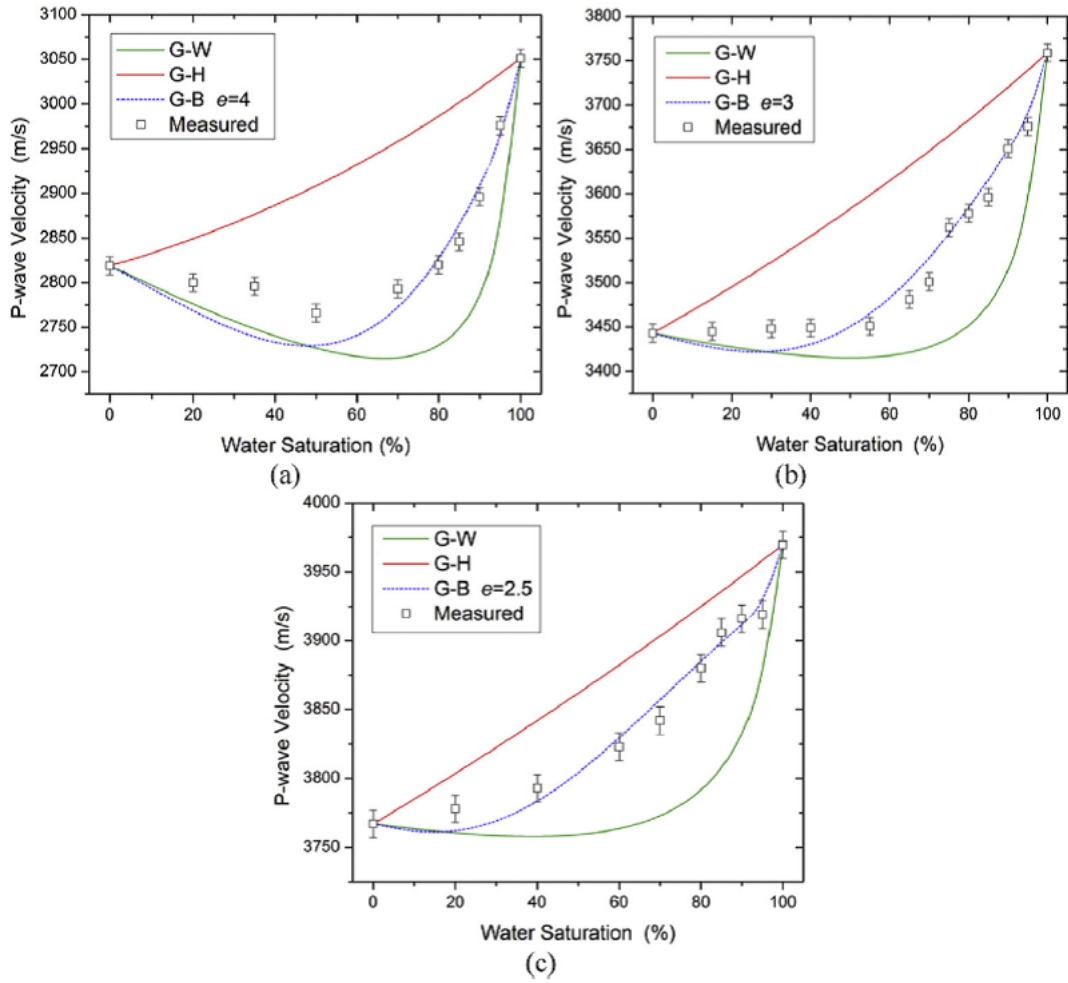 G-W
G-H
G-B e=4
Measured
3050
3000
2950
2900
2850
2800
2750
2700
P-wave Velocity (m/s)
0 20 40 60 80 100
Water Saturation (%)
(a)
G-W
G-H
G-B e=3
Measured
3800
3750
3700
3650
3600
3550
3500
3450
3400
P-wave Velocity (m/s)
0 20 40 60 80 100
Water Saturation (%)
(b)
G-W
G-H
G-B e=2.5
Measured
4000
3950
3900
3850
3800
3750
P-wave Velocity (m/s)
0 20 40 60 80 100
Water Saturation (%)
(c)